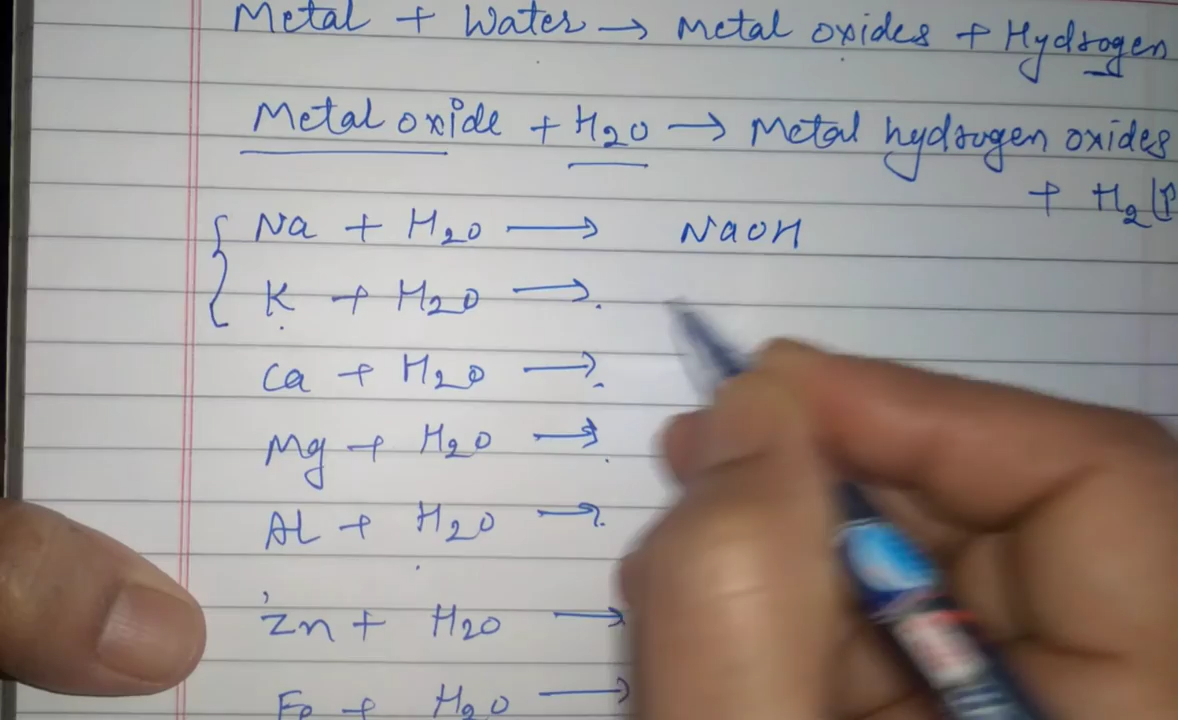 Metal + Water → Metal oxides + Hydrogen
Metal oxide + H2O → Metal hydrogen oxides
+ H2
Na + H2O → NaOH
K + H2O →
Ca + H2O →
Mg + H2O →
Al + H2O →
Zn + H2O →
Fe + H2O →